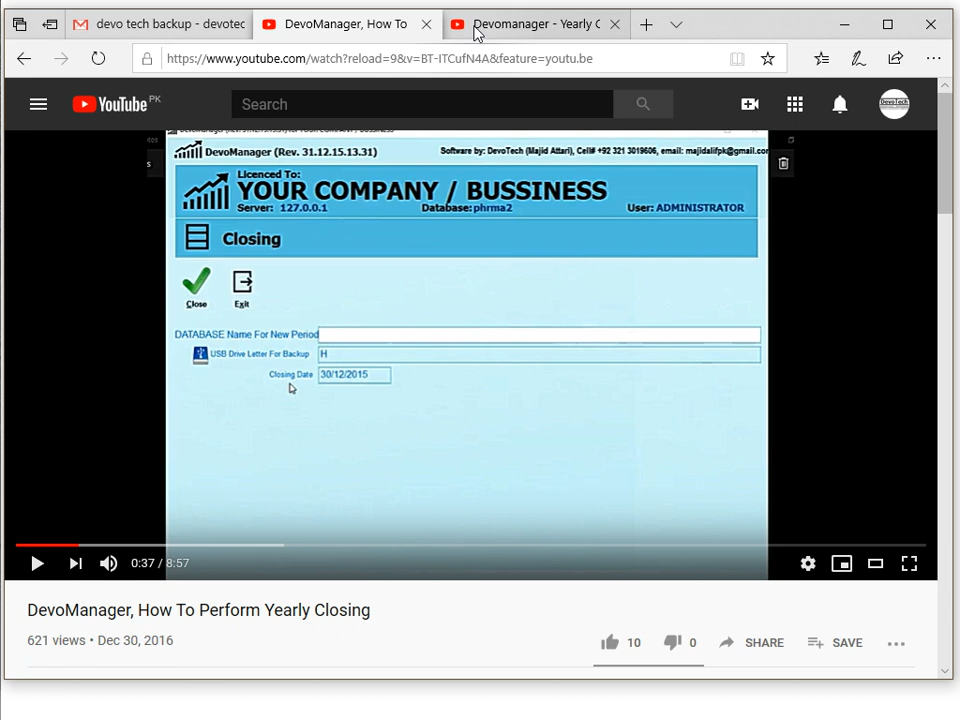 devo tech backup - devotec
DevoManager, How To
Devomanager - Yearly C
https://www.youtube.com/watch?reload=9&v=BT-ITCufN4A&feature=youtu.be
YouTube PK
Search
DevoTech
DevoManager (Rev. 31.12.15.13.31)
Software by: DevoTech (Majid Attari), Cell# +92 321 3019606, email: majidalifpk@gmail.com
Licenced To:
YOUR COMPANY / BUSSINESS
Server: 127.0.0.1 Database: phrma2 User: ADMINISTRATOR
Closing
Close Exit
DATABASE Name For New Period
USB Drive Letter For Backup H
Closing Date 30/12/2015
0:37 / 8:57
DevoManager, How To Perform Yearly Closing
621 views • Dec 30, 2016
10 0 SHARE SAVE